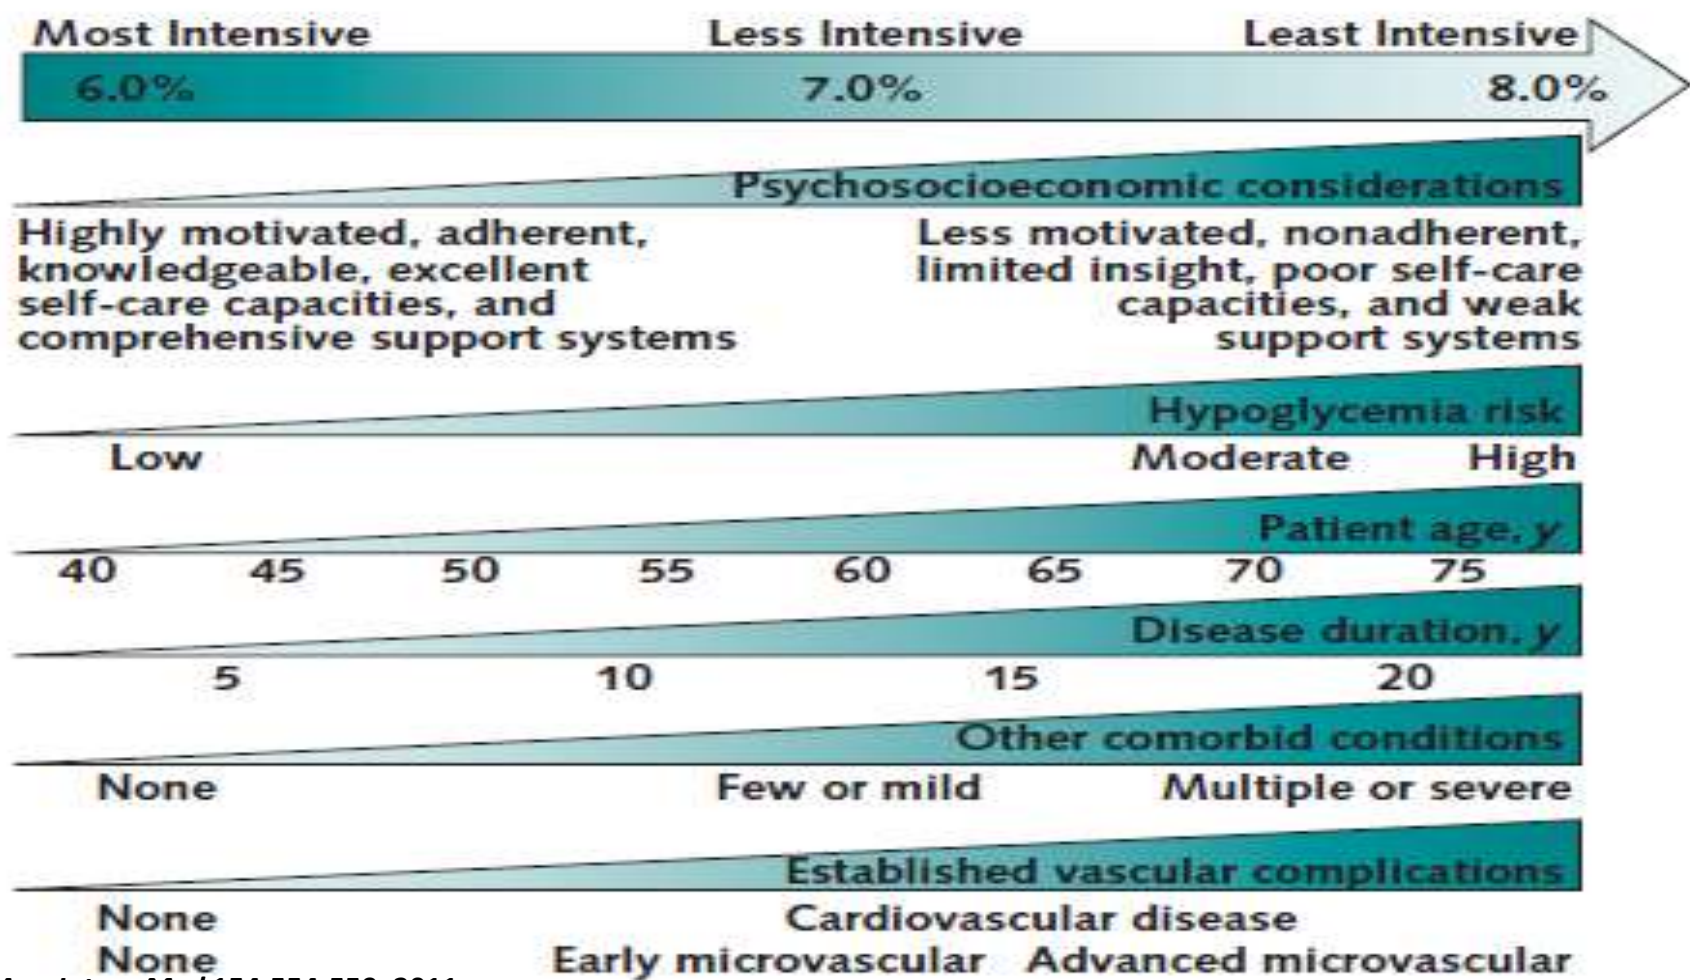 Most Intensive Less Intensive Least Intensive
6.0% 7.0% 8.0%
Psychosocioeconomic considerations
Highly motivated, adherent,
knowledgeable, excellent
self-care capacities, and
comprehensive support systems
Less motivated, nonadherent,
limited insight, poor self-care
capacities, and weak
support systems
Hypoglycemia risk
Low Moderate High
Patient age, y
40 45 50 55 60 65 70 75
Disease duration, y
5 10 15 20
Other comorbid conditions
None Few or mild Multiple or severe
Established vascular complications
None Cardiovascular disease
None Early microvascular Advanced microvascular